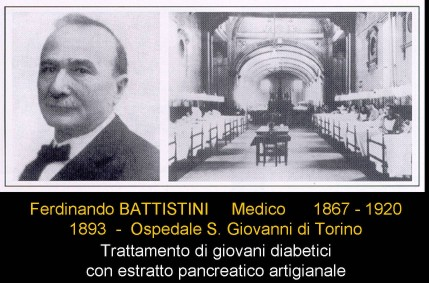 Ferdinando BATTISTINI Medico 1867 - 1920
1893 - Ospedale S. Giovanni di Torino
Trattamento di giovani diabetici
con estratto pancreatico artigianale